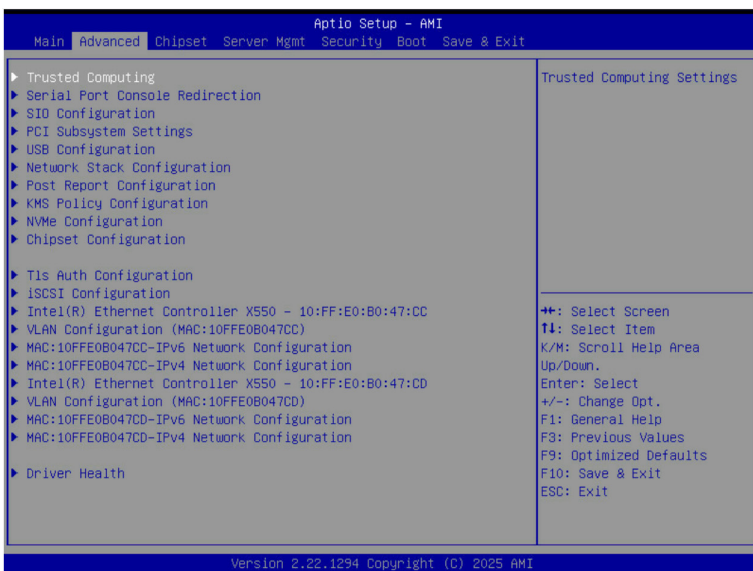 Aptio Setup – AMI
Main Advanced Chipset Server Mgmt Security Boot Save & Exit
Trusted Computing
Serial Port Console Redirection
SIO Configuration
PCI Subsystem Settings
USB Configuration
Network Stack Configuration
Post Report Configuration
KMS Policy Configuration
NVMe Configuration
Chipset Configuration
Tls Auth Configuration
iSCSI Configuration
Intel(R) Ethernet Controller X550 – 10:FF:E0:B0:47:CC
VLAN Configuration (MAC:10FFE0B047CC)
MAC:10FFE0B047CC-IPv6 Network Configuration
MAC:10FFE0B047CC-IPv4 Network Configuration
Intel(R) Ethernet Controller X550 – 10:FF:E0:B0:47:CD
VLAN Configuration (MAC:10FFE0B047CD)
MAC:10FFE0B047CD-IPv6 Network Configuration
MAC:10FFE0B047CD-IPv4 Network Configuration
Driver Health
Trusted Computing Settings
→←: Select Screen
↑↓: Select Item
K/M: Scroll Help Area
Up/Down.
Enter: Select
+/-: Change Opt.
F1: General Help
F3: Previous Values
F9: Optimized Defaults
F10: Save & Exit
ESC: Exit
Version 2.22.1294 Copyright (C) 2025 AMI